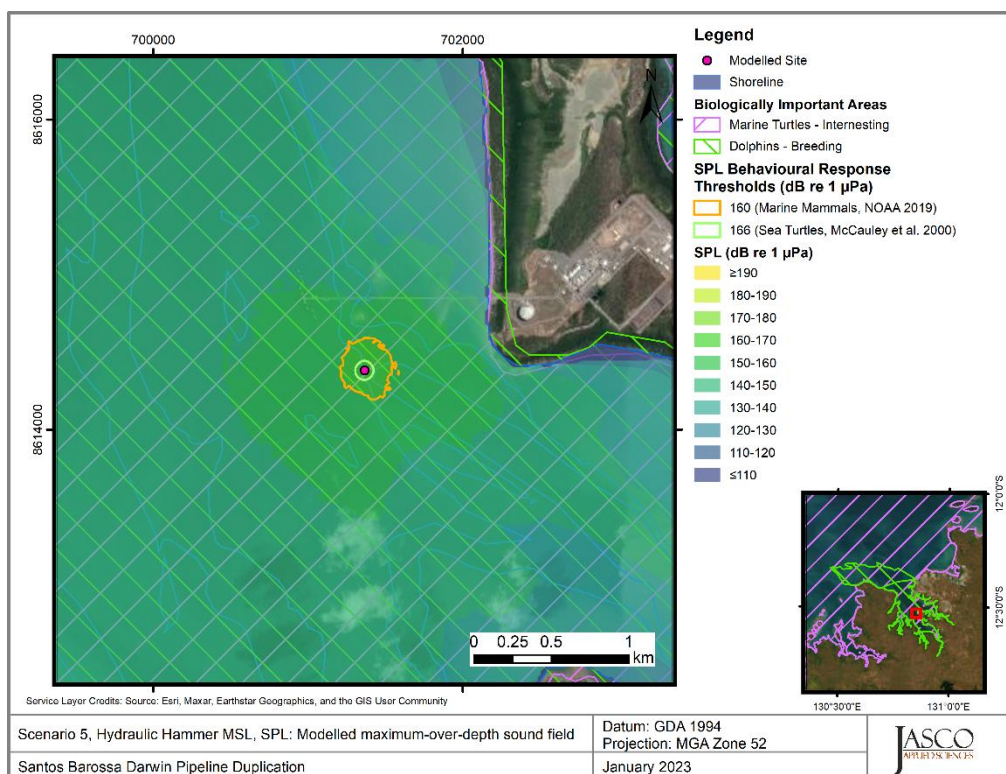 700000
702000
8616000
8614000
N
0 0.25 0.5 1
km
Service Layer Credits: Source: Esri, Maxar, Earthstar Geographics, and the GIS User Community
Legend
Modelled Site
Shoreline
Biologically Important Areas
Marine Turtles - Internesting
Dolphins - Breeding
SPL Behavioural Response
Thresholds (dB re 1 µPa)
160 (Marine Mammals, NOAA 2019)
166 (Sea Turtles, McCauley et al. 2000)
SPL (dB re 1 µPa)
≥190
180-190
170-180
160-170
150-160
140-150
130-140
120-130
110-120
≤110
12°0'0"S
12°30'0"S
130°30'0"E
131°0'0"E
Scenario 5, Hydraulic Hammer MSL, SPL: Modelled maximum-over-depth sound field
Santos Barossa Darwin Pipeline Duplication
Datum: GDA 1994
Projection: MGA Zone 52
January 2023
JASCO
APPLIED SCIENCES